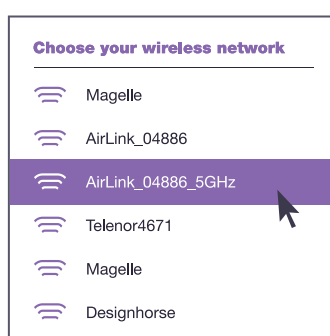 Choose your wireless network
Magelle
AirLink_04886
AirLink_04886_5GHz
Telenor4671
Magelle
Designhorse